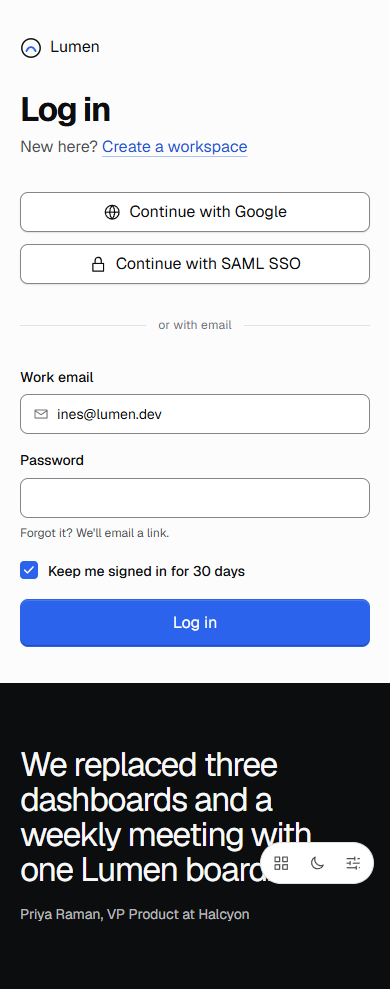 Lumen
Log in
New here? Create a workspace
Continue with Google
Continue with SAML SSO
or with email
Work email
ines@lumen.dev
Password
Forgot it? We'll email a link.
Keep me signed in for 30 days
Log in
We replaced three
dashboards and a
weekly meeting with
one Lumen board.
Priya Raman, VP Product at Halcyon